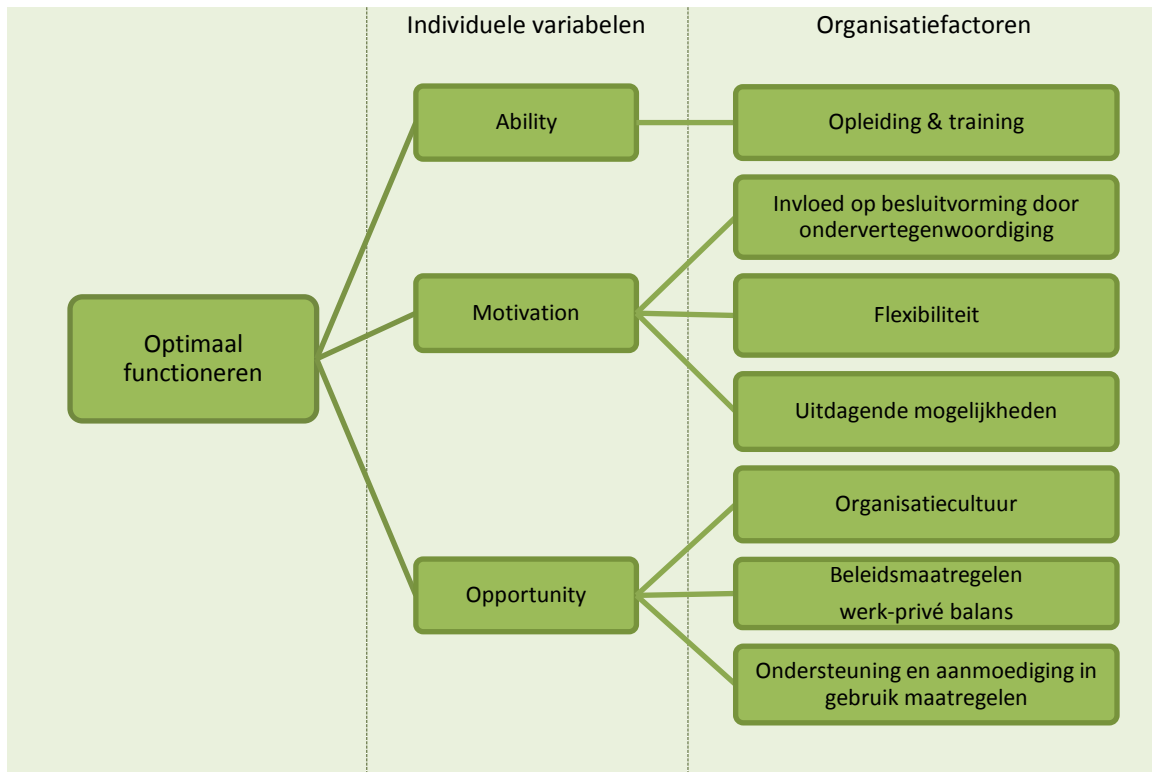 Individuele variabelen
Organisatiefactoren
Ability
Opleiding & training
Invloed op besluitvorming door
ondervertegenwoordiging
Motivation
Flexibiliteit
Optimaal
functioneren
Uitdagende mogelijkheden
Organisatiecultuur
Opportunity
Beleidsmaatregelen
werk-privé balans
Ondersteuning en aanmoediging in
gebruik maatregelen